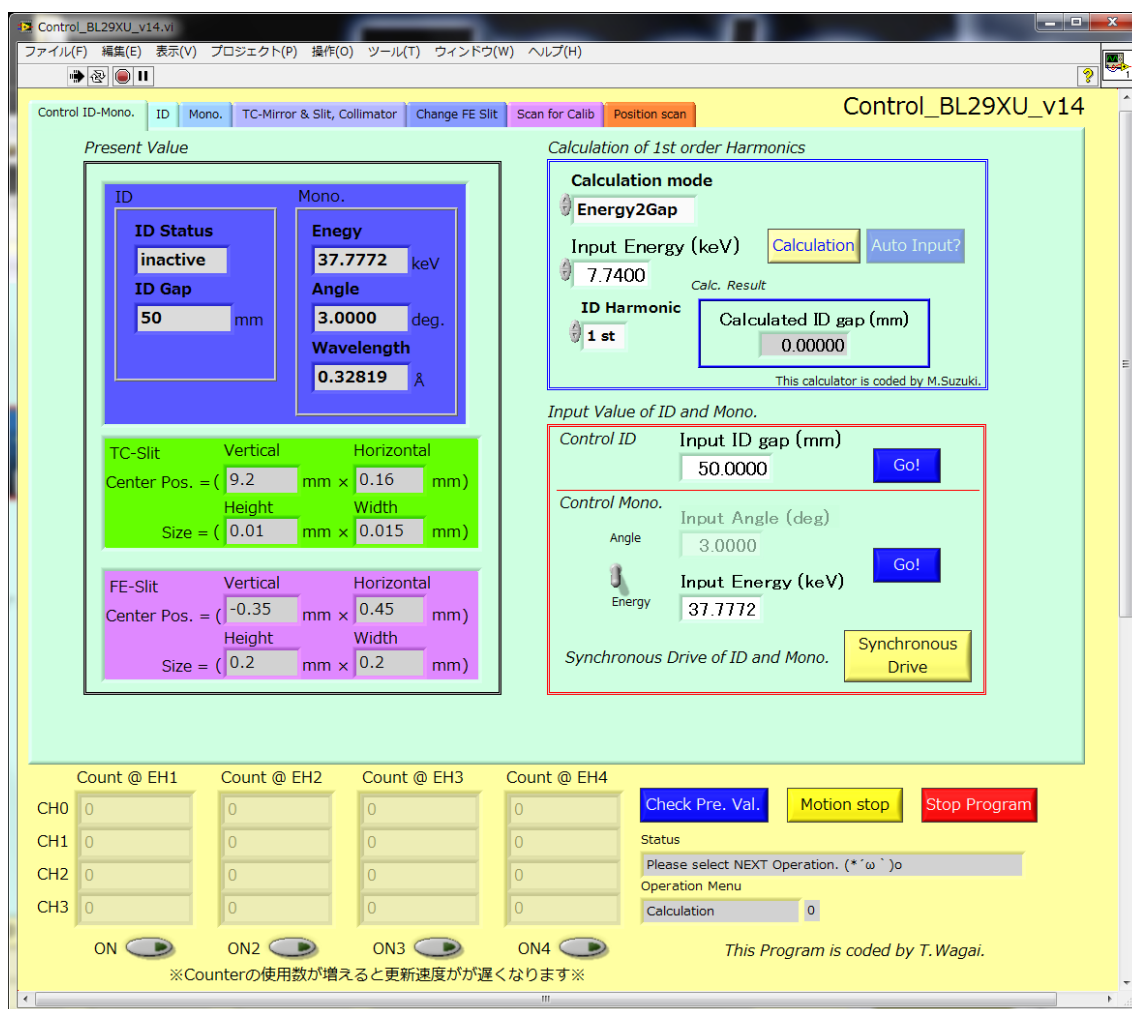 Control_BL29XU_v14.vi
ファイル(F) 編集(E) 表示(V) プロジェクト(P) 操作(O) ツール(T) ウィンドウ(W) ヘルプ(H)
1
Control ID-Mono. ID Mono. TC-Mirror & Slit, Collimator Change FE Slit Scan for Calib Position scan
Control_BL29XU_v14
Present Value
ID
ID Status
inactive
ID Gap
50 mm
Mono.
Enegy
37.7772 keV
Angle
3.0000 deg.
Wavelength
0.32819 Å
TC-Slit Vertical Horizontal
Center Pos. = ( 9.2 mm × 0.16 mm)
Height Width
Size = ( 0.01 mm × 0.015 mm)
FE-Slit Vertical Horizontal
Center Pos. = ( -0.35 mm × 0.45 mm)
Height Width
Size = ( 0.2 mm × 0.2 mm)
Calculation of 1st order Harmonics
Calculation mode
Energy2Gap
Input Energy (keV) Calculation Auto Input?
7.7400
Calc. Result
ID Harmonic
1 st
Calculated ID gap (mm)
0.00000
This calculator is coded by M.Suzuki.
Input Value of ID and Mono.
Control ID Input ID gap (mm)
50.0000 Go!
Control Mono.
Input Angle (deg)
Angle 3.0000
Go!
Input Energy (keV)
Energy 37.7772
Synchronous Drive of ID and Mono. Synchronous
Drive
Count @ EH1 Count @ EH2 Count @ EH3 Count @ EH4
CH0 0 0 0 0
CH1 0 0 0 0
CH2 0 0 0 0
CH3 0 0 0 0
ON ON2 ON3 ON4
※Counterの使用数が増えると更新速度がが遅くなります※
Check Pre. Val. Motion stop Stop Program
Status
Please select NEXT Operation. (*´ω｀)o
Operation Menu
Calculation 0
This Program is coded by T.Wagai.